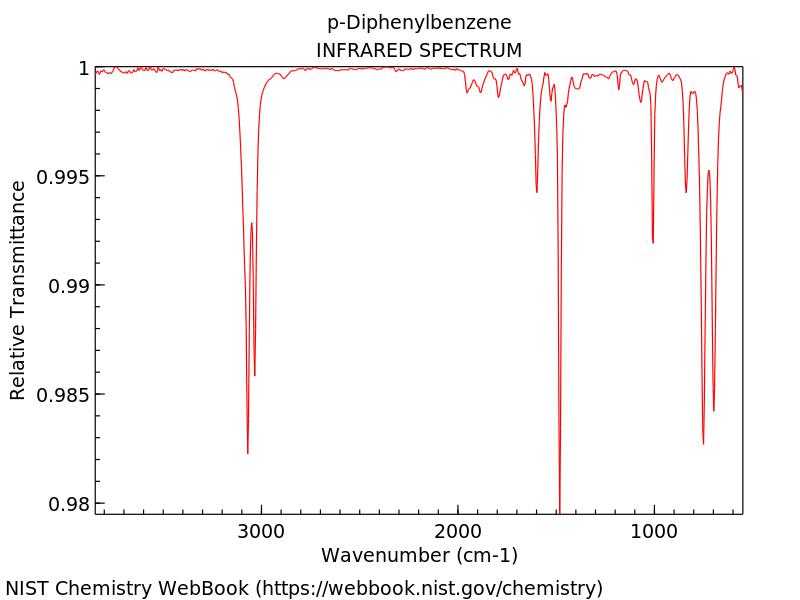 p-Diphenylbenzene
INFRARED SPECTRUM
1
0.995
0.99
0.985
0.98
Relative Transmittance
3000 2000 1000
Wavenumber (cm-1)
NIST Chemistry WebBook (https://webbook.nist.gov/chemistry)